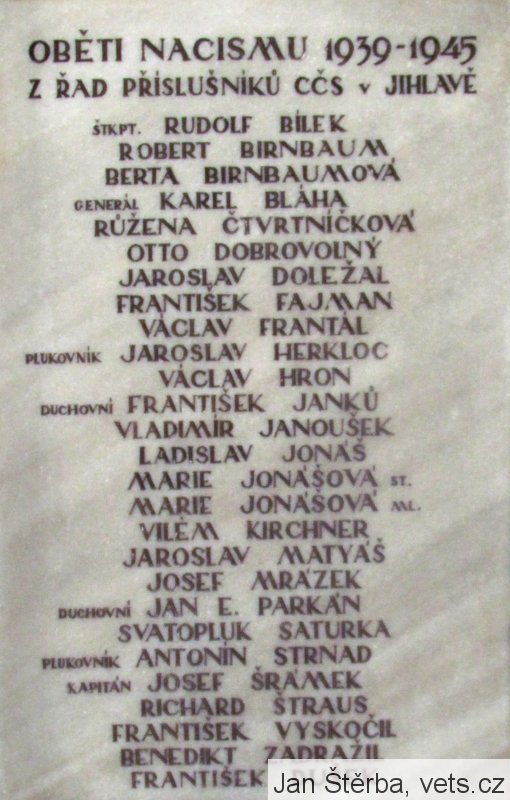 OBĚTI NACISMU 1939-1945
Z ŘAD PŘÍSLUŠNÍKŮ CČS v JIHLAVĚ
ŠTKPT. RUDOLF BÍLEK
ROBERT BIRNBAUM
BERTA BIRNBAUMOVÁ
GENERÁL KAREL BLÁHA
RŮŽENA ČTVRTNÍČKOVÁ
OTTO DOBROVOLNÝ
JAROSLAV DOLEŽAL
FRANTIŠEK FAJMAN
VÁCLAV FRANTÁL
PLUKOVNÍK JAROSLAV HERKLOC
VÁCLAV HRON
DUCHOVNÍ FRANTIŠEK JANKŮ
VLADIMÍR JANOUŠEK
LADISLAV JONÁŠ
MARIE JONÁŠOVÁ ST.
MARIE JONÁŠOVÁ ML.
VILÉM KIRCHNER
JAROSLAV MATYÁŠ
JOSEF MRÁZEK
DUCHOVNÍ JAN E. PARKÁN
SVATOPLUK SATURKA
PLUKOVNÍK ANTONÍN STRNAD
KAPITÁN JOSEF ŠRÁMEK
RICHARD ŠTRAUS
FRANTIŠEK VYSKOČIL
BENEDIKT ZADRAŽIL
FRANTIŠEK
Jan Štěrba, vets.cz